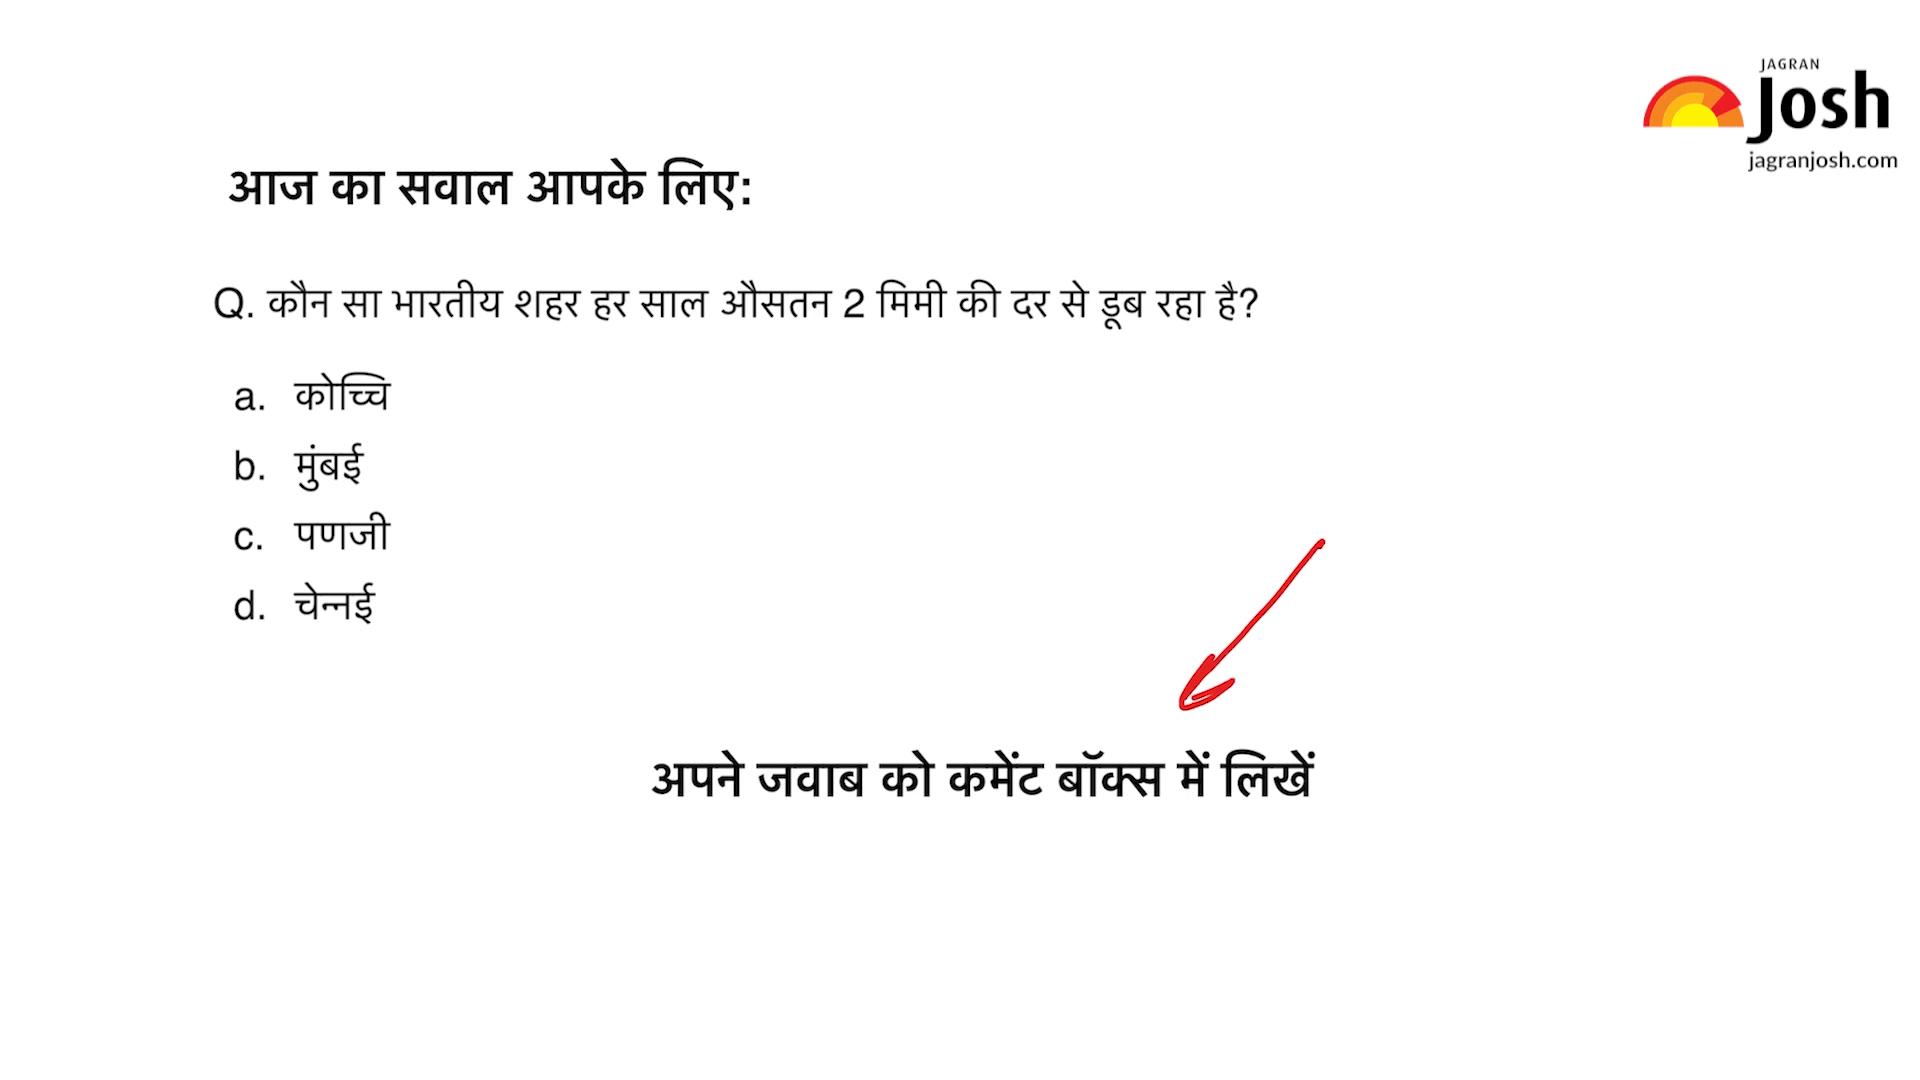 JAGRAN
Josh
jagranjosh.com
आज का सवाल आपके लिए:
Q. कौन सा भारतीय शहर हर साल औसतन 2 मिमी की दर से डूब रहा है?
a. कोच्चि
b. मुंबई
c. पणजी
d. चेन्नई
अपने जवाब को कमेंट बॉक्स में लिखें